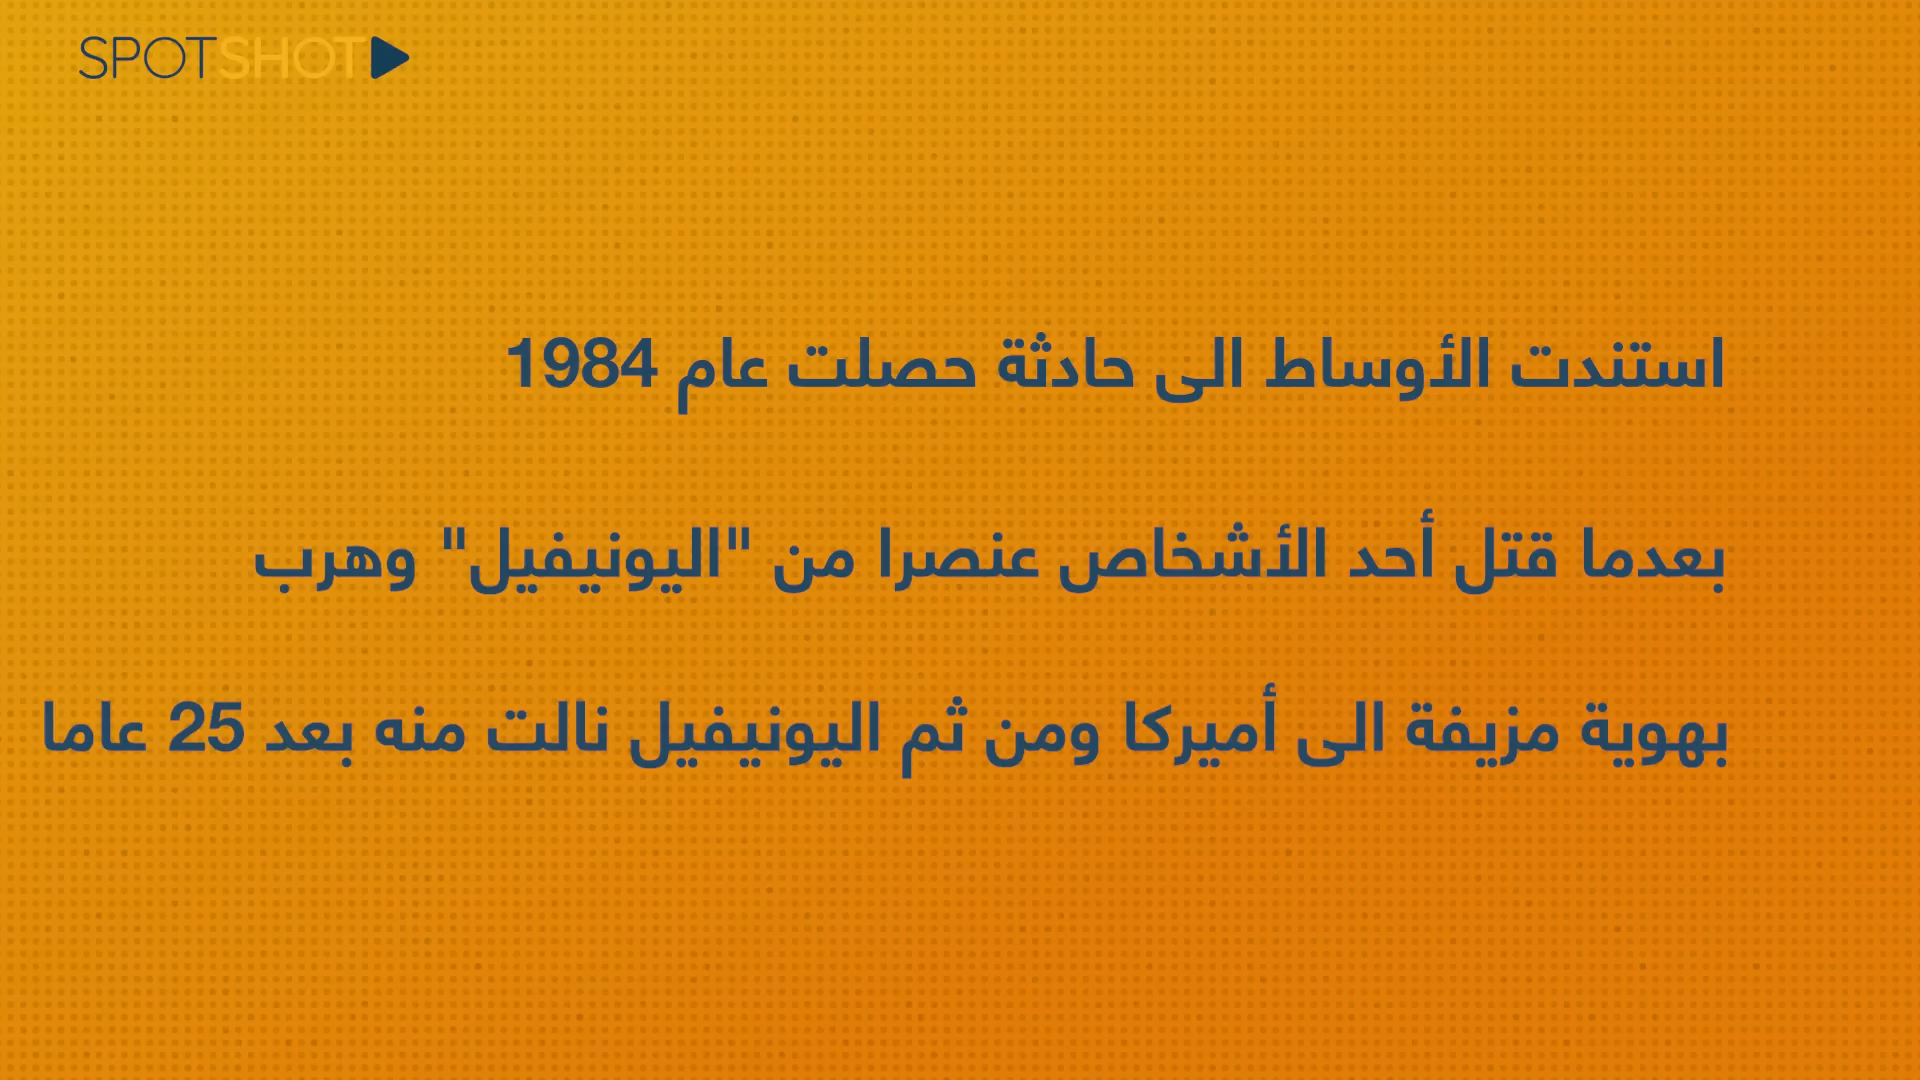 SPOTSHOT
استندت الأوساط الى حادثة حصلت عام 1984
بعدما قتل أحد الأشخاص عنصرا من "اليونيفيل" وهرب
بهوية مزيفة الى أميركا ومن ثم اليونيفيل نالت منه بعد 25 عاما